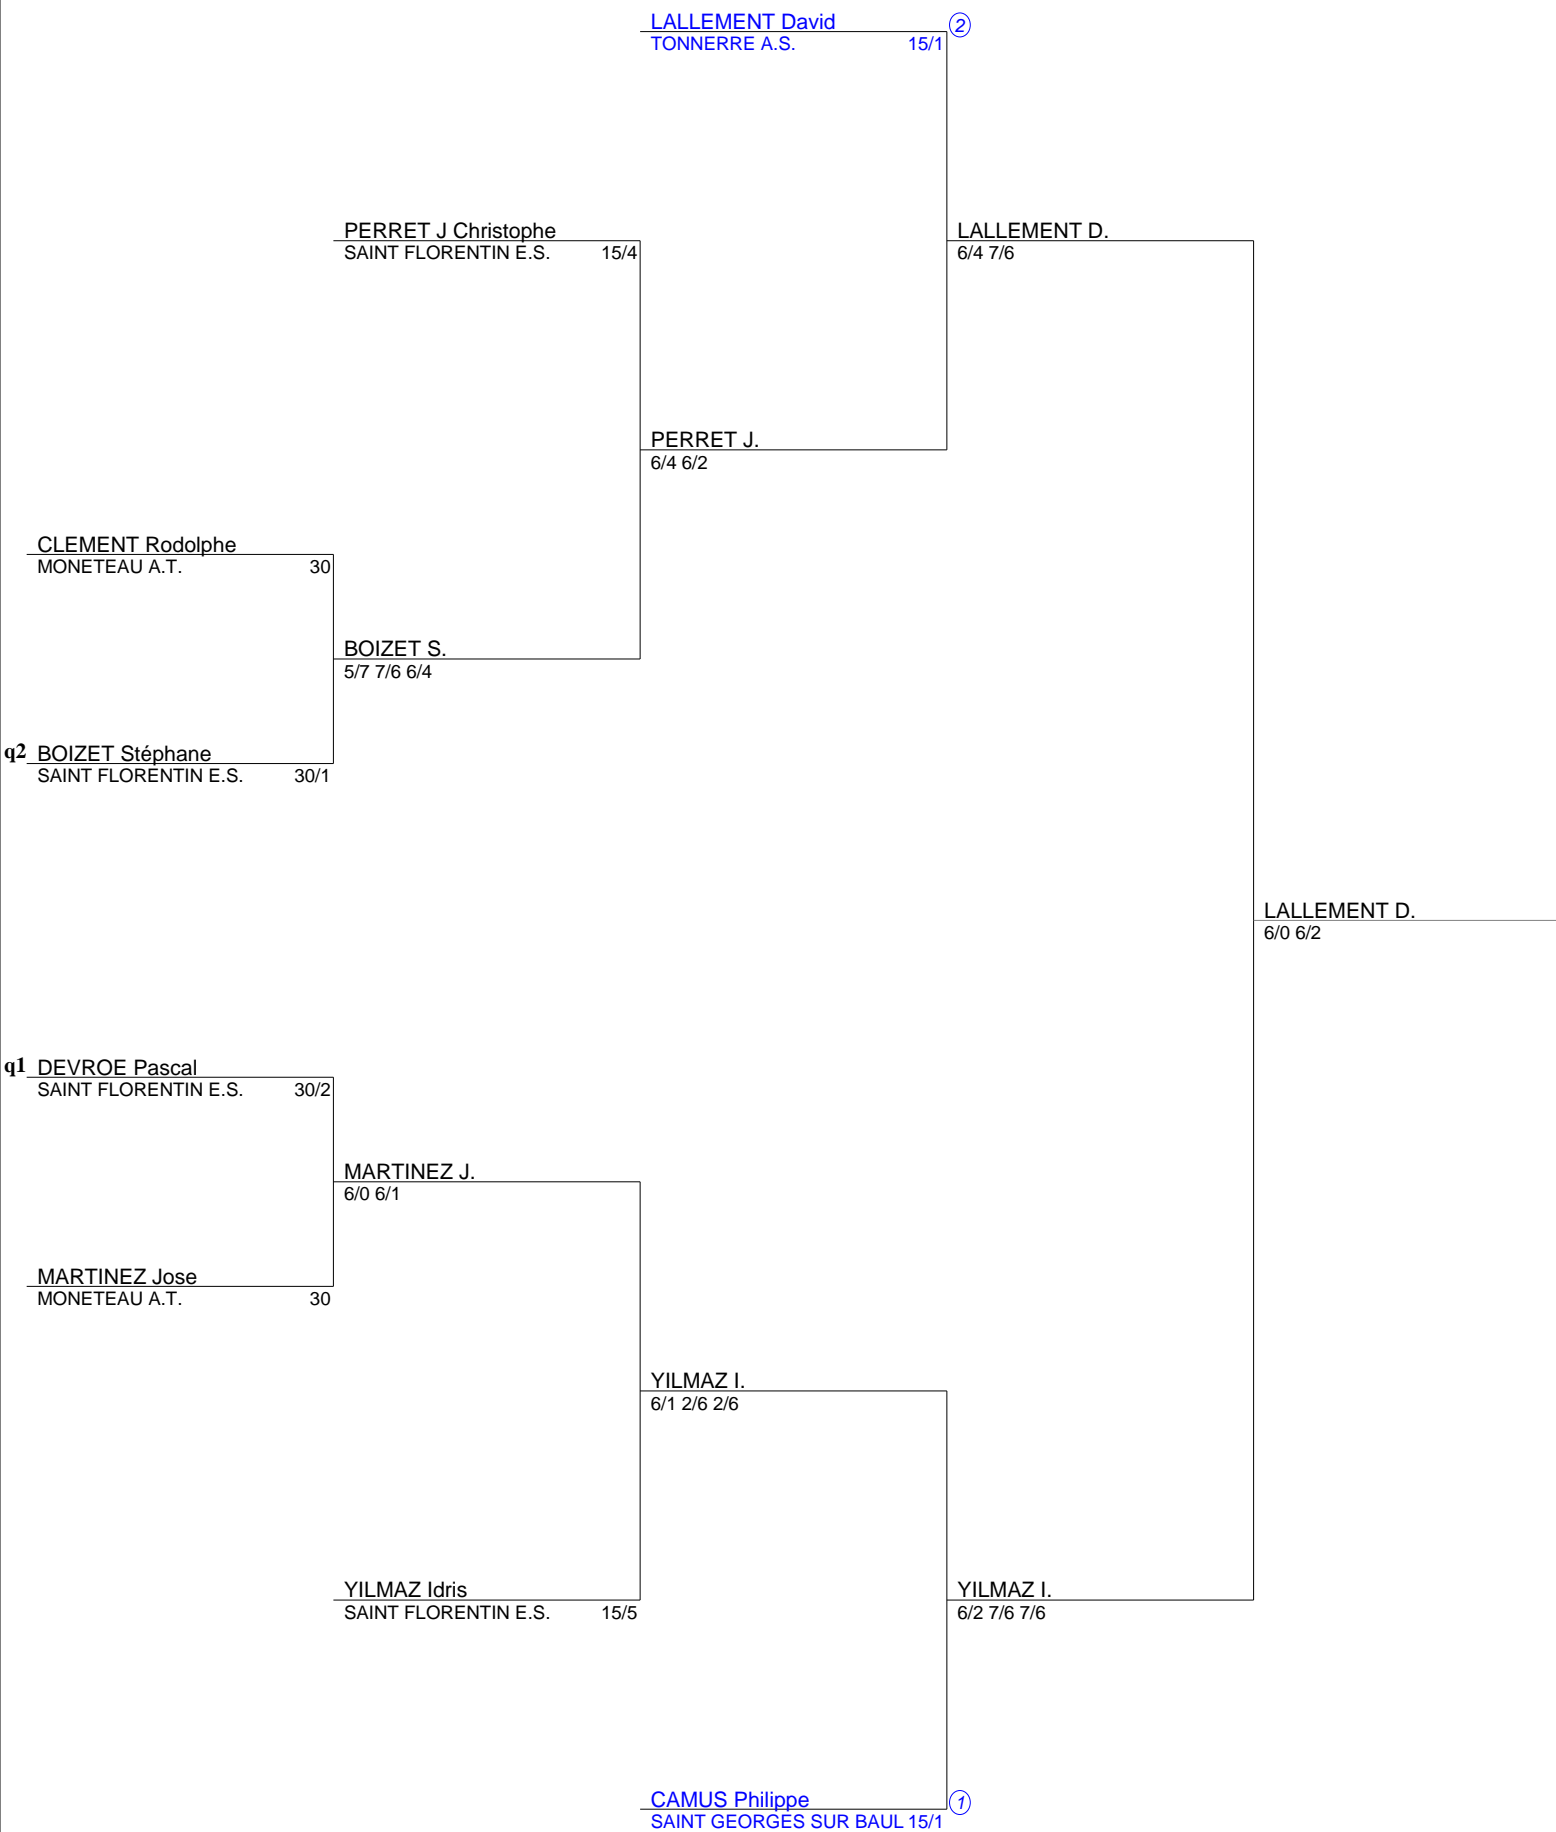 LALLEMENT David
2
TONNERRE A.S. 15/1
PERRET J Christophe
SAINT FLORENTIN E.S. 15/4
LALLEMENT D.
6/4 7/6
PERRET J.
6/4 6/2
CLEMENT Rodolphe
MONETEAU A.T. 30
BOIZET S.
5/7 7/6 6/4
q2 BOIZET Stéphane
SAINT FLORENTIN E.S. 30/1
LALLEMENT D.
6/0 6/2
q1 DEVROE Pascal
SAINT FLORENTIN E.S. 30/2
MARTINEZ J.
6/0 6/1
MARTINEZ Jose
MONETEAU A.T. 30
YILMAZ I.
6/1 2/6 2/6
YILMAZ Idris
SAINT FLORENTIN E.S. 15/5
YILMAZ I.
6/2 7/6 7/6
CAMUS Philippe
1
SAINT GEORGES SUR BAUL 15/1